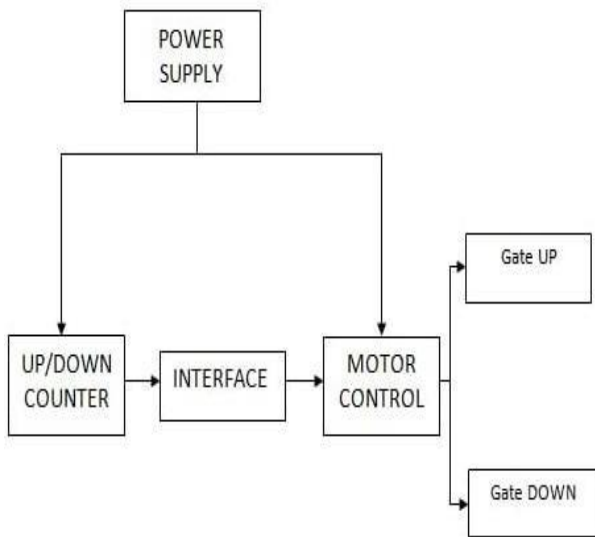 POWER
SUPPLY
Gate UP
UP/DOWN
COUNTER
INTERFACE
MOTOR
CONTROL
Gate DOWN